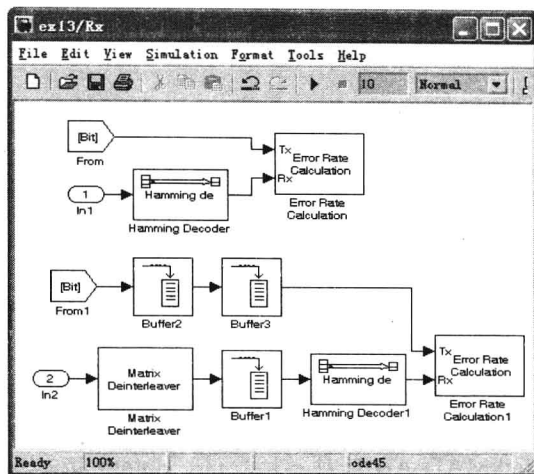 ex13/Rx
File Edit View Simulation Format Tools Help
10 Normal
[Bit]
From
Tx
Error Rate
Calculation
Rx
Error Rate
Calculation
1
In1
Hamming de
Hamming Decoder
[Bit]
From1
Buffer2
Buffer3
Tx
Error Rate
Calculation
Rx
Error Rate
Calculation1
2
In2
Matrix
Deinterleaver
Matrix
Deinterleaver
Buffer1
Hamming de
Hamming Decoder1
Ready 100% ode45